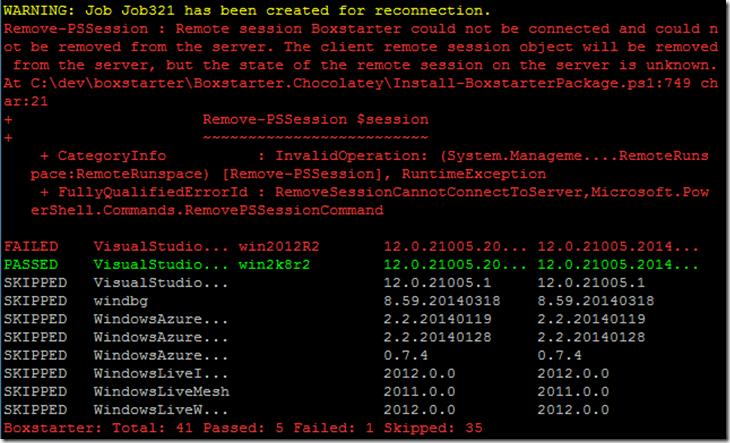 WARNING: Job Job321 has been created for reconnection.
Remove-PSSession : Remote session Boxstarter could not be connected and could n
ot be removed from the server. The client remote session object will be removed
 from the server, but the state of the remote session on the server is unknown.
At C:\dev\boxstarter\Boxstarter.Chocolatey\Install-BoxstarterPackage.ps1:749 ch
ar:21
+                     Remove-PSSession $session
+                     ~~~~~~~~~~~~~~~~~~~~~~~~~
    + CategoryInfo          : InvalidOperation: (System.Manageme....RemoteRuns
   pace:RemoteRunspace) [Remove-PSSession], RuntimeException
    + FullyQualifiedErrorId : RemoveSessionCannotConnectToServer,Microsoft.Pow
   erShell.Commands.RemovePSSessionCommand
FAILED    VisualStudio... win2012R2       12.0.21005.20... 12.0.21005.2014...
PASSED    VisualStudio... win2k8r2        12.0.21005.20... 12.0.21005.2014...
SKIPPED   VisualStudio...                 12.0.21005.1     12.0.21005.1
SKIPPED   windbg                          8.59.20140318    8.59.20140318
SKIPPED   WindowsAzure...                 2.2.20140119     2.2.20140119
SKIPPED   WindowsAzure...                 2.2.20140128     2.2.20140128
SKIPPED   WindowsAzure...                 0.7.4            0.7.4
SKIPPED   WindowsLiveI...                 2012.0.0         2012.0.0
SKIPPED   WindowsLiveMesh                 2011.0.0         2011.0.0
SKIPPED   WindowsLiveW...                 2012.0.0         2012.0.0
Boxstarter: Total: 41 Passed: 5 Failed: 1 Skipped: 35